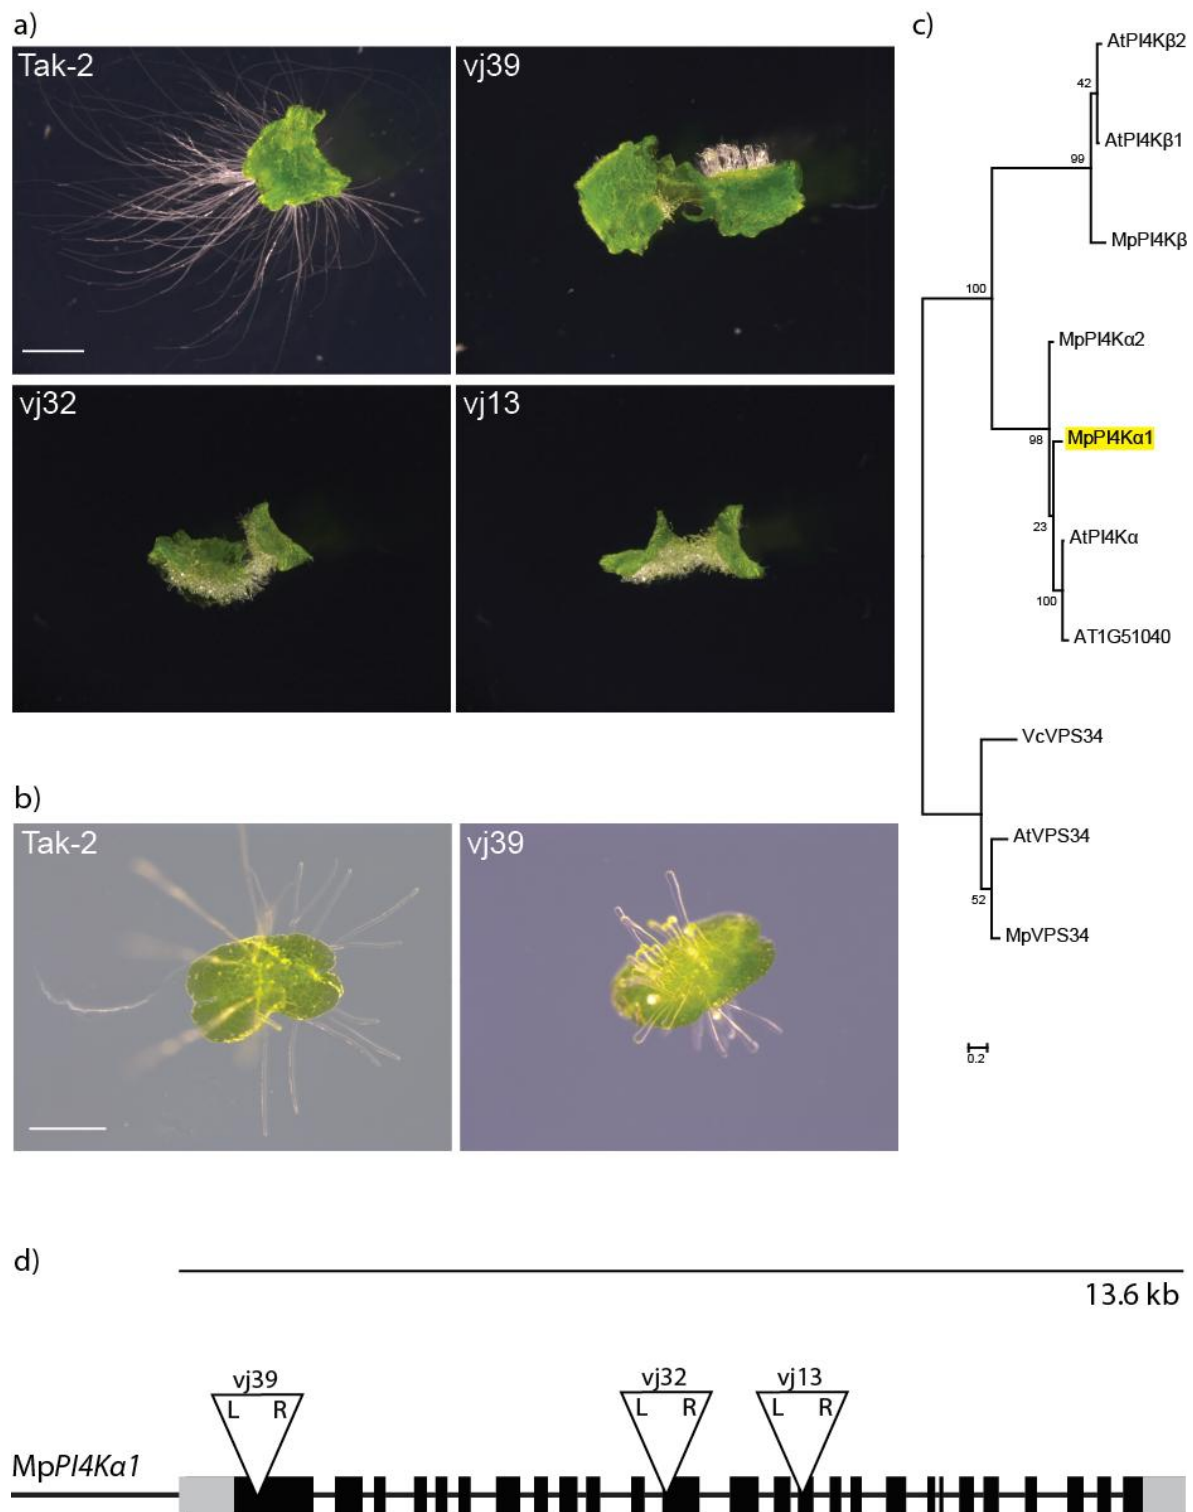 a)
Tak-2
vj39
vj32
vj13
b)
Tak-2
vj39
c)
AtPI4Kβ2
42
AtPI4Kβ1
99
MpPI4Kβ
100
MpPI4Kα2
98
MpPI4Kα1
23
AtPI4Kα
100
AT1G51040
VcVPS34
AtVPS34
52
MpVPS34
0.2
d)
13.6 kb
vj39
L R
vj32
L R
vj13
L R
MpPI4Kα1